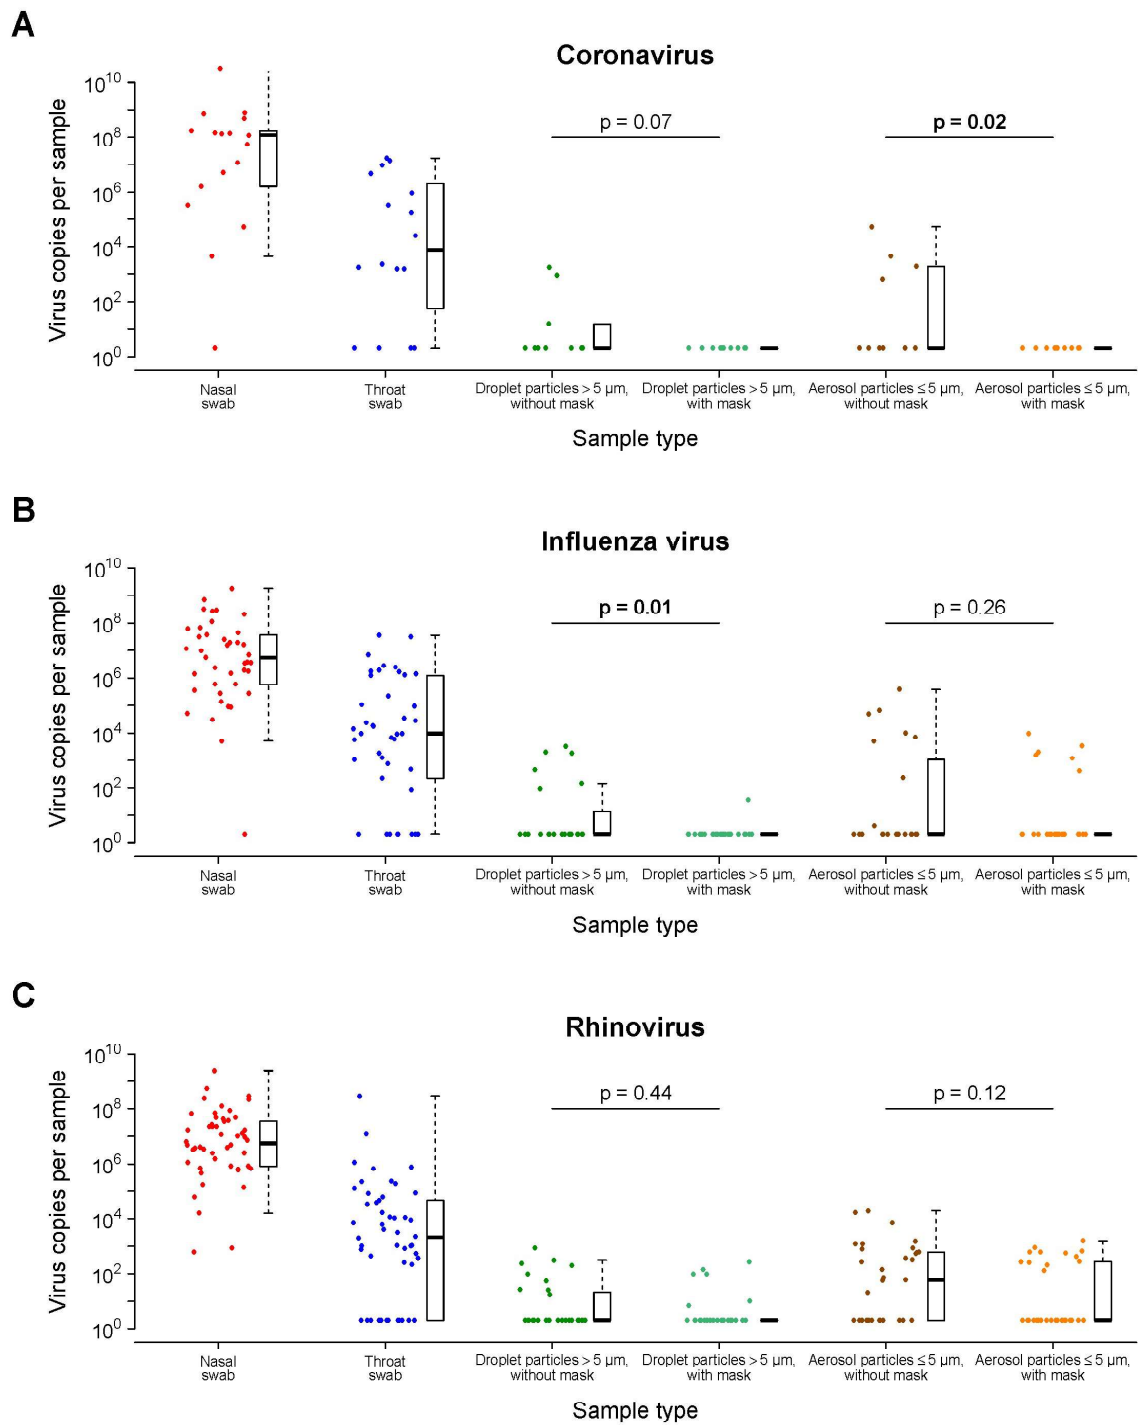 A
Coronavirus
Virus copies per sample
10^10
10^8
10^6
10^4
10^2
10^0
p = 0.07
p = 0.02
Nasal swab
Throat swab
Droplet particles > 5 µm, without mask
Droplet particles > 5 µm, with mask
Aerosol particles ≤ 5 µm, without mask
Aerosol particles ≤ 5 µm, with mask
Sample type
B
Influenza virus
Virus copies per sample
10^10
10^8
10^6
10^4
10^2
10^0
p = 0.01
p = 0.26
Nasal swab
Throat swab
Droplet particles > 5 µm, without mask
Droplet particles > 5 µm, with mask
Aerosol particles ≤ 5 µm, without mask
Aerosol particles ≤ 5 µm, with mask
Sample type
C
Rhinovirus
Virus copies per sample
10^10
10^8
10^6
10^4
10^2
10^0
p = 0.44
p = 0.12
Nasal swab
Throat swab
Droplet particles > 5 µm, without mask
Droplet particles > 5 µm, with mask
Aerosol particles ≤ 5 µm, without mask
Aerosol particles ≤ 5 µm, with mask
Sample type